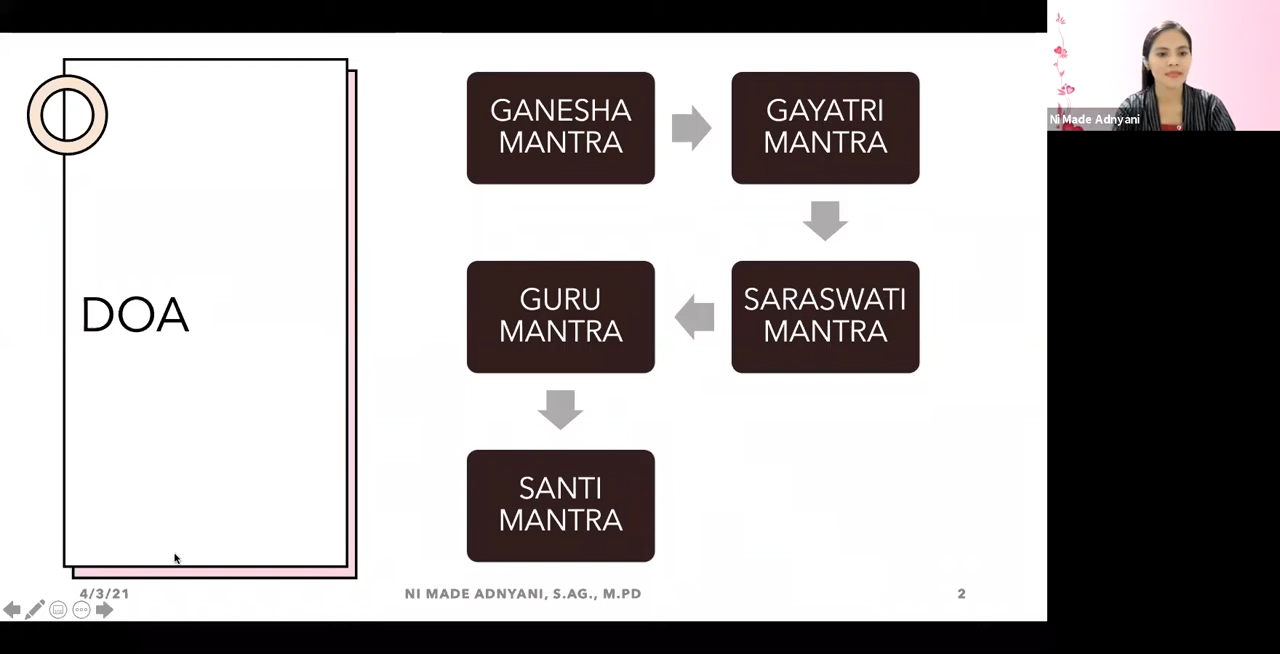 DOA
GANESHA
MANTRA
GAYATRI
MANTRA
SARASWATI
MANTRA
GURU
MANTRA
SANTI
MANTRA
4/3/21
NI MADE ADNYANI, S.AG., M.PD
2
Ni Made Adnyani